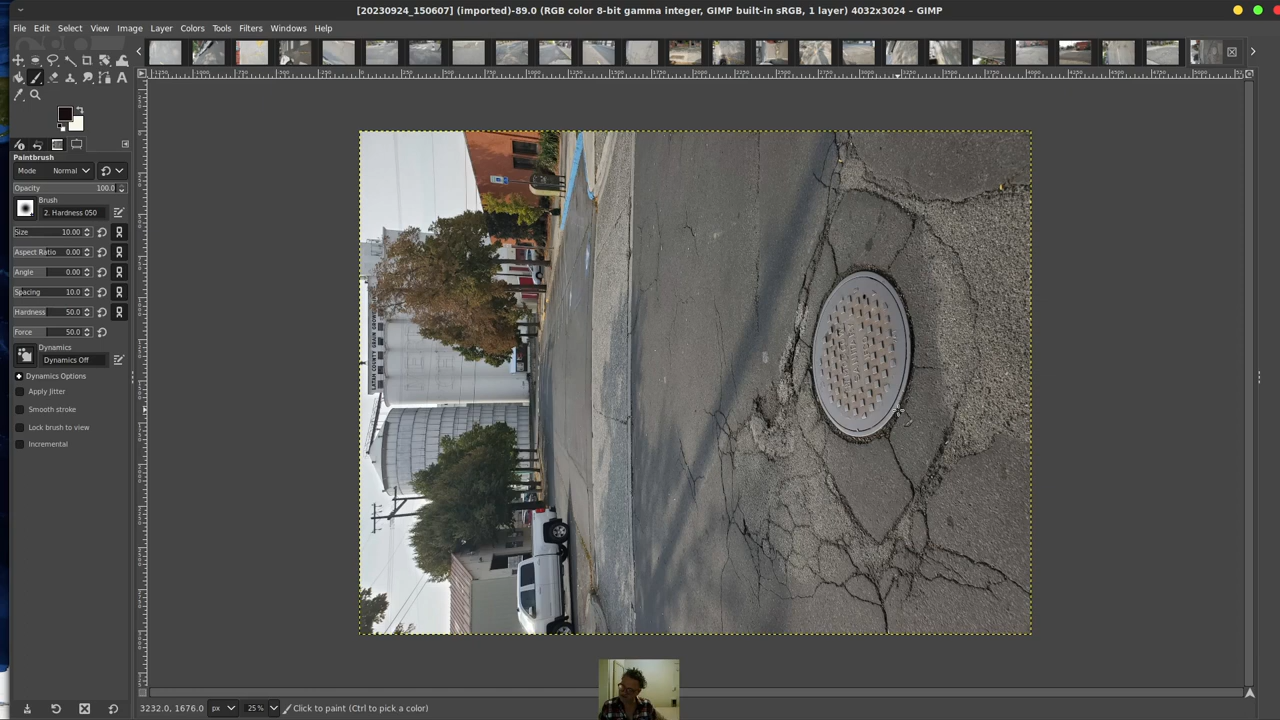 [20230924_150607] (imported)-89.0 (RGB color 8-bit gamma integer, GIMP built-in sRGB, 1 layer) 4032x3024 – GIMP
File Edit Select View Image Layer Colors Tools Filters Windows Help
Paintbrush
Mode Normal
Opacity 100.0
Brush
2. Hardness 050
Size 10.00
Aspect Ratio 0.00
Angle 0.00
Spacing 10.0
Hardness 50.0
Force 50.0
Dynamics
Dynamics Off
Dynamics Options
Apply Jitter
Smooth stroke
Lock brush to view
Incremental
LATAH COUNTY GRAIN GROWERS
3232.0, 1676.0 px 25% Click to paint (Ctrl to pick a color)